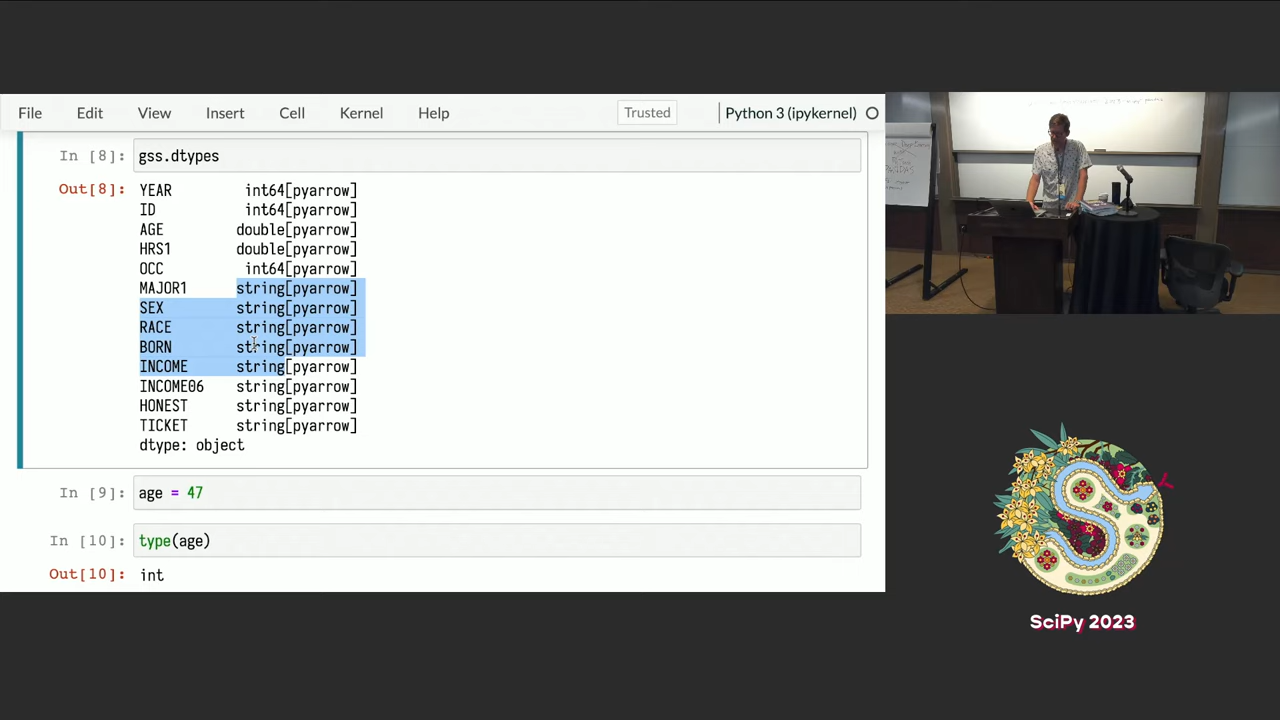 File Edit View Insert Cell Kernel Help Trusted Python 3 (ipykernel)
In [8]: gss.dtypes
Out[8]: YEAR int64[pyarrow]
ID int64[pyarrow]
AGE double[pyarrow]
HRS1 double[pyarrow]
OCC int64[pyarrow]
MAJOR1 string[pyarrow]
SEX string[pyarrow]
RACE string[pyarrow]
BORN string[pyarrow]
INCOME string[pyarrow]
INCOME06 string[pyarrow]
HONEST string[pyarrow]
TICKET string[pyarrow]
dtype: object
In [9]: age = 47
In [10]: type(age)
Out[10]: int
SciPy 2023